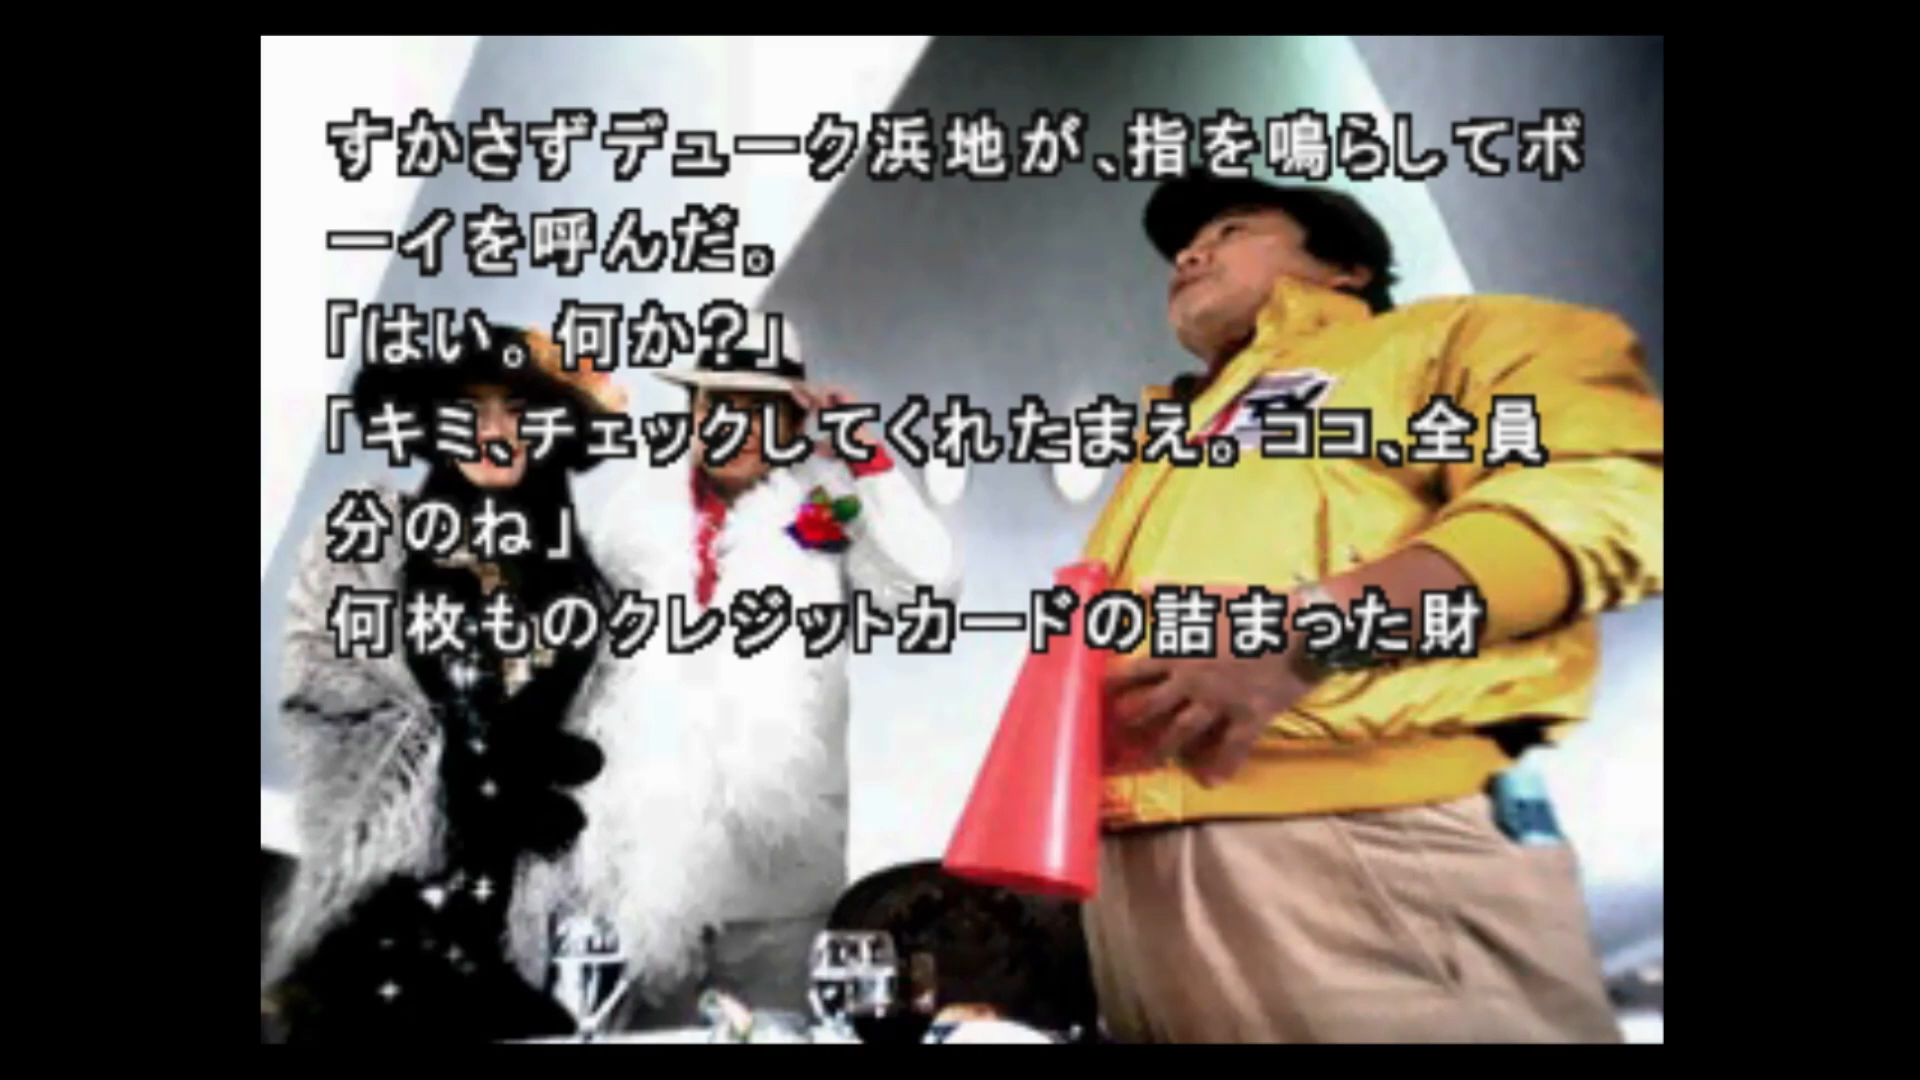 すかさずデューク浜地が、指を鳴らしてボ
ーイを呼んだ。
「はい。何か？」
「キミ、チェックしてくれたまえ。ココ、全員
分のね」
何枚ものクレジットカードの詰まった財